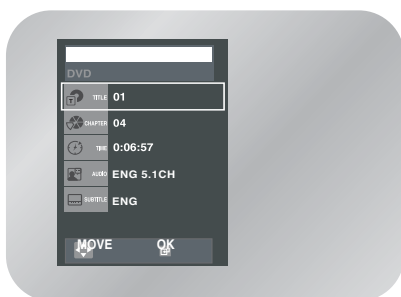 DVD
TITLE 01
CHAPTER 04
TIME 0:06:57
AUDIO ENG 5.1CH
SUBTITLE ENG
MOVE OK